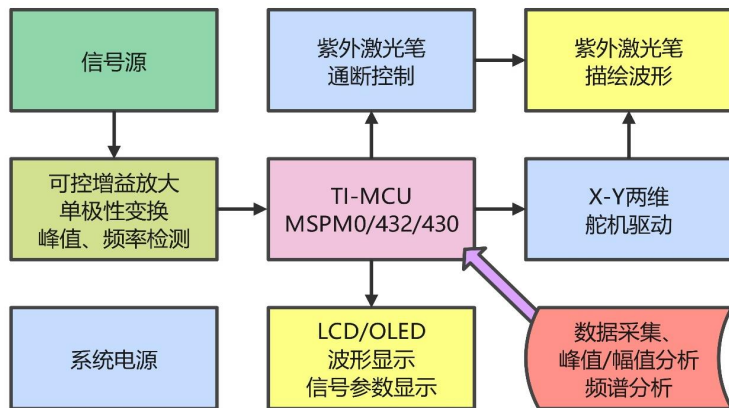 信号源
紫外激光笔
通断控制
紫外激光笔
描绘波形
可控增益放大
单极性变换
峰值、频率检测
TI-MCU
MSPM0/432/430
X-Y两维
舵机驱动
系统电源
LCD/OLED
波形显示
信号参数显示
数据采集、
峰值/幅值分析
频谱分析